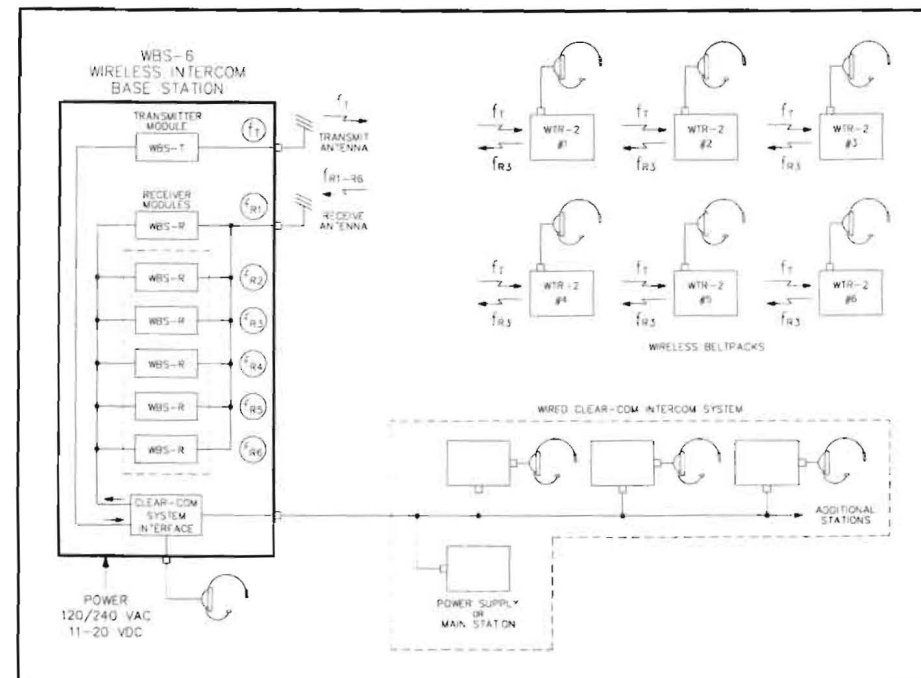 WBS-6
WIRELESS INTERCOM
BASE STATION
TRANSMITTER
MODULE
WBS-T
fT
fT
TRANSMIT
ANTENNA
fR1-R6
RECEIVER
MODULES
WBS-R
fR1
RECEIVE
ANTENNA
WBS-R
fR2
WBS-R
fR3
WBS-R
fR4
WBS-R
fR5
WBS-R
fR6
CLEAR-COM
SYSTEM
INTERFACE
POWER
120/240 VAC
11-20 VDC
fT
WTR-2
#1
fR3
fT
WTR-2
#2
fR3
fT
WTR-2
#3
fR3
fT
WTR-2
#4
fR3
fT
WTR-2
#5
fR3
fT
WTR-2
#6
fR3
WIRELESS BELTPACKS
WIRED CLEAR-COM INTERCOM SYSTEM
ADDITIONAL
STATIONS
POWER SUPPLY
OR
MAIN STATION